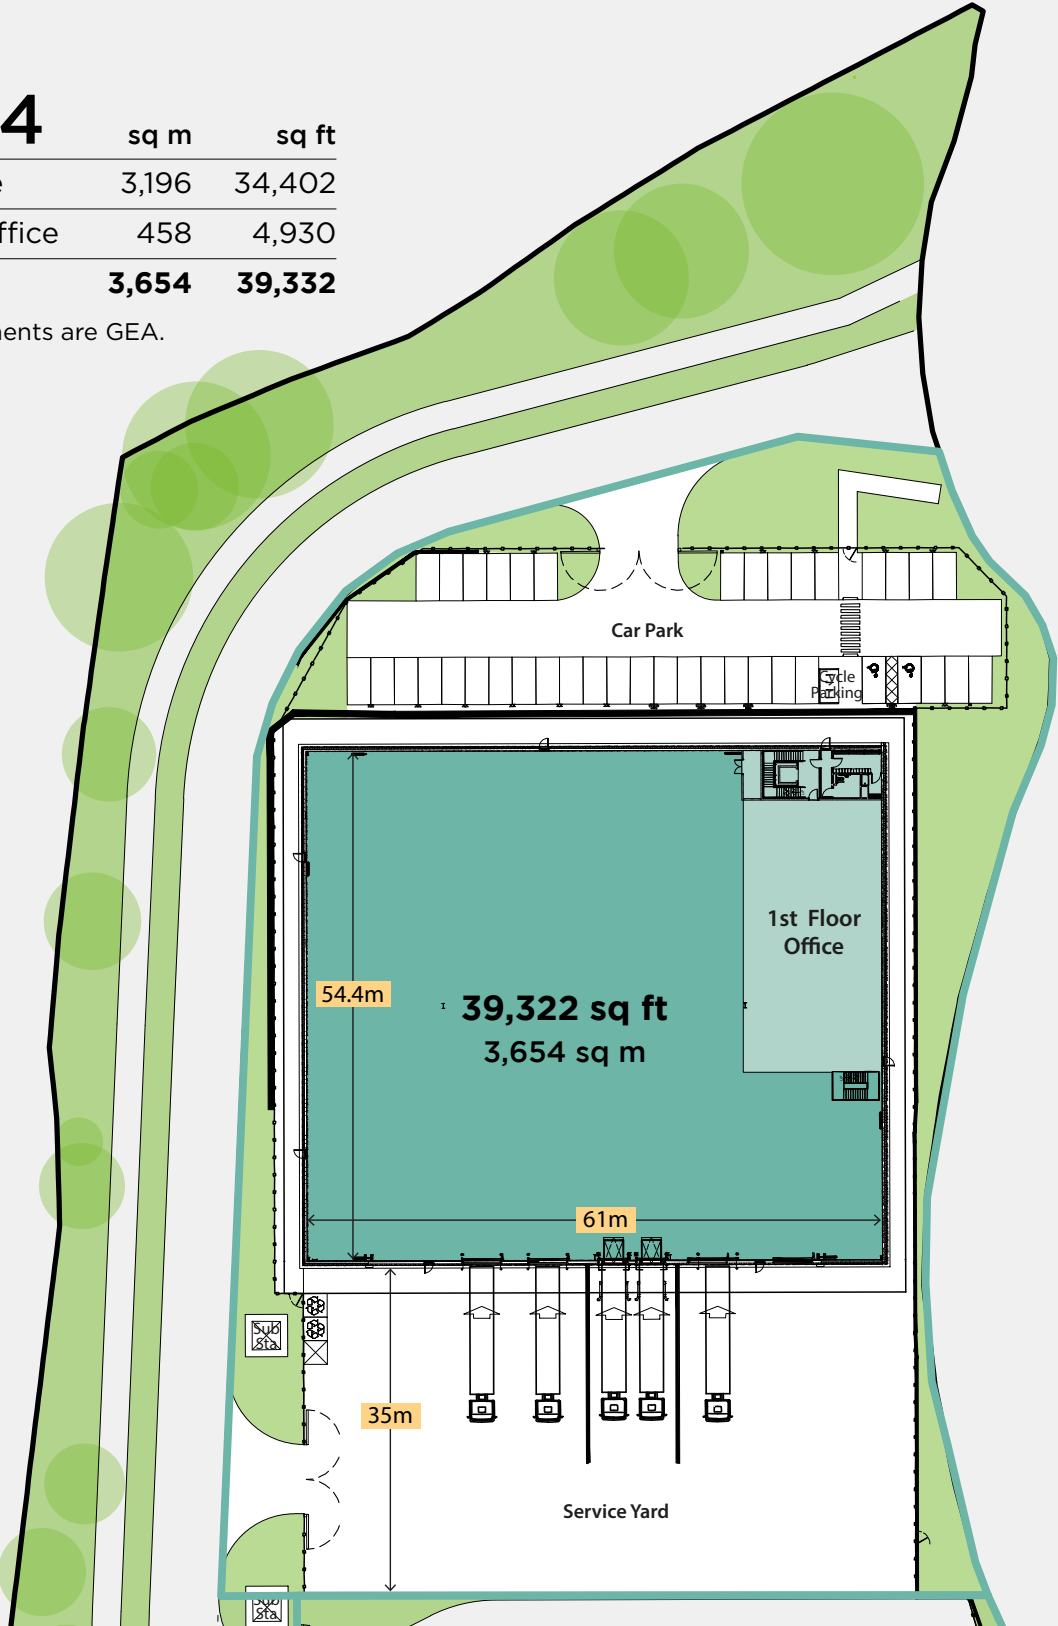 4 sq m sq ft
e 3,196 34,402
ffice 458 4,930
3,654 39,332
nents are GEA.
Car Park
Cycle
Parking
1st Floor
Office
54.4m
39,322 sq ft
3,654 sq m
61m
Sub
Sta
35m
Service Yard
Sub
Sta